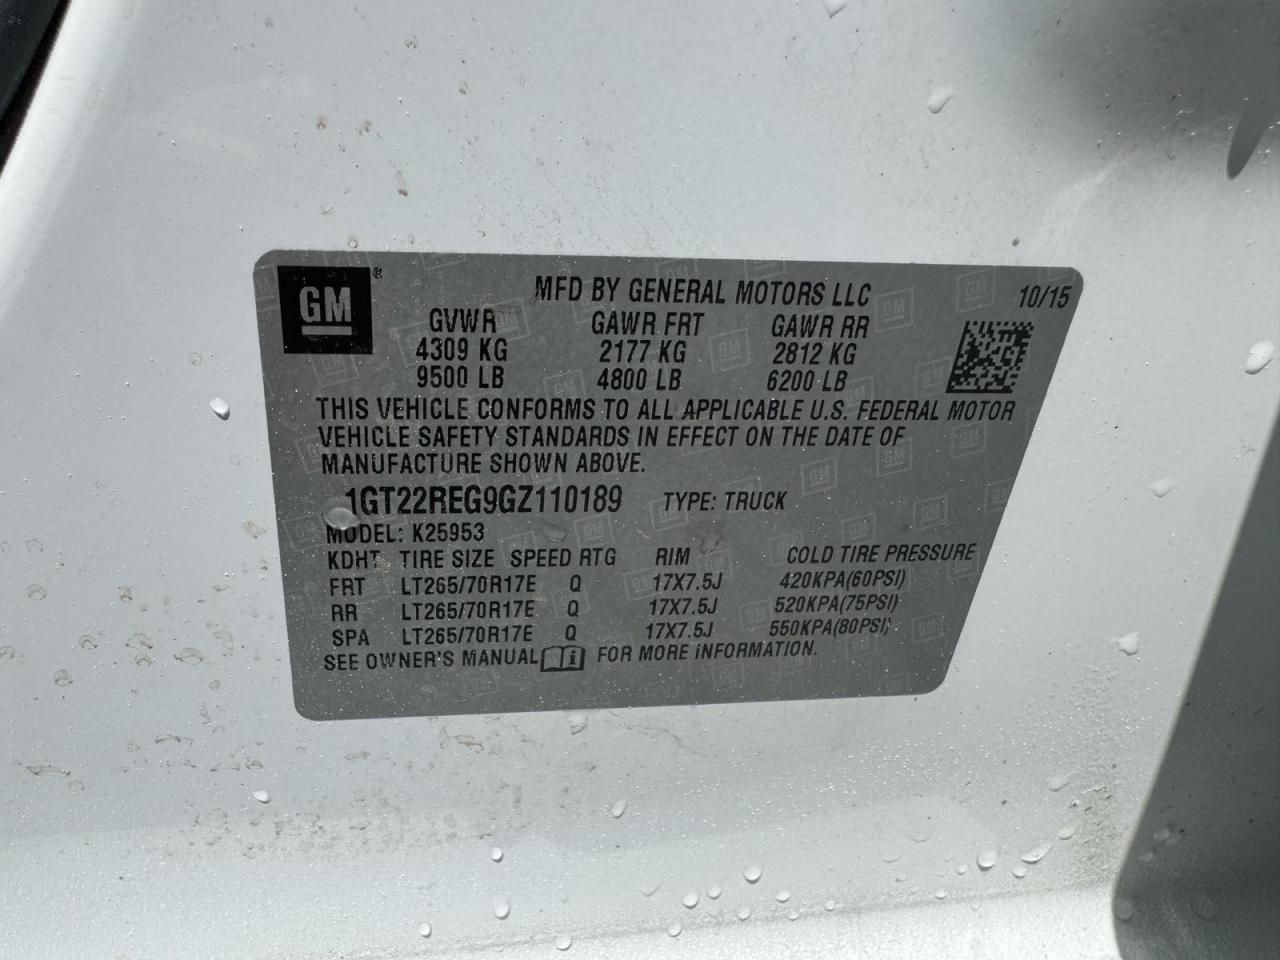 GM®
MFD BY GENERAL MOTORS LLC 10/15
GVWR GAWR FRT GAWR RR
4309 KG 2177 KG 2812 KG
9500 LB 4800 LB 6200 LB
THIS VEHICLE CONFORMS TO ALL APPLICABLE U.S. FEDERAL MOTOR
VEHICLE SAFETY STANDARDS IN EFFECT ON THE DATE OF
MANUFACTURE SHOWN ABOVE.
1GT22REG9GZ110189 TYPE: TRUCK
MODEL: K25953
KDHT TIRE SIZE SPEED RTG RIM COLD TIRE PRESSURE
FRT LT265/70R17E Q 17X7.5J 420KPA(60PSI)
RR LT265/70R17E Q 17X7.5J 520KPA(75PSI)
SPA LT265/70R17E Q 17X7.5J 550KPA(80PSI)
SEE OWNER'S MANUAL i FOR MORE INFORMATION.